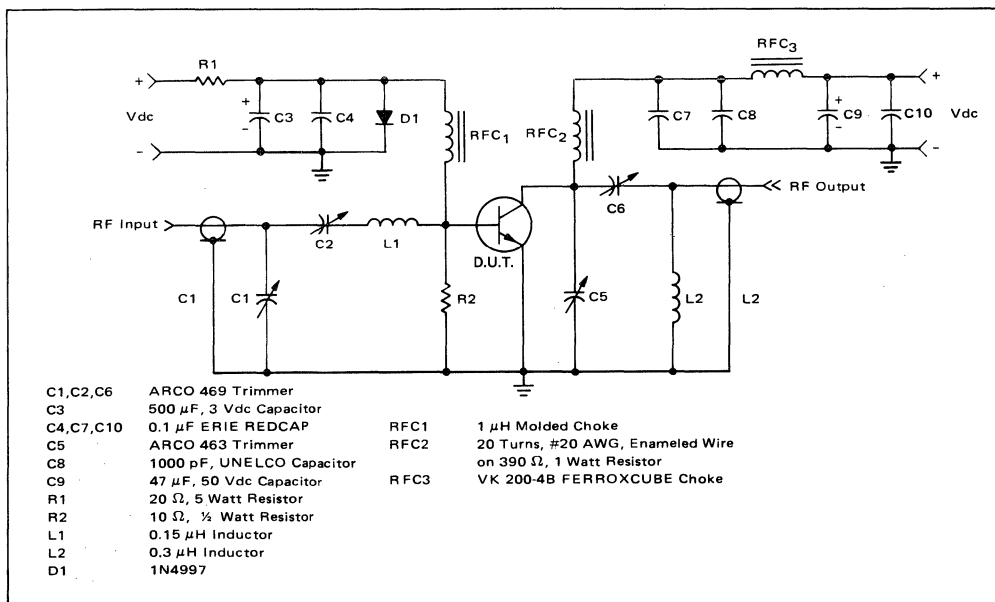 RFC3
R1
+
+
+
+
Vdc
C3
C4
D1
RFC1
RFC2
C7
C8
C9
C10
Vdc
-
-
-
-
RF Output
C6
RF Input
C2
L1
D.U.T.
C1
C1
R2
C5
L2
L2
C1,C2,C6 ARCO 469 Trimmer
C3 500 μF, 3 Vdc Capacitor
C4,C7,C10 0.1 μF ERIE REDCAP
C5 ARCO 463 Trimmer
C8 1000 pF, UNELCO Capacitor
C9 47 μF, 50 Vdc Capacitor
R1 20 Ω, 5 Watt Resistor
R2 10 Ω, ½ Watt Resistor
L1 0.15 μH Inductor
L2 0.3 μH Inductor
D1 1N4997
RFC1 1 μH Molded Choke
RFC2 20 Turns, #20 AWG, Enameled Wire
on 390 Ω, 1 Watt Resistor
RFC3 VK 200-4B FERROXCUBE Choke